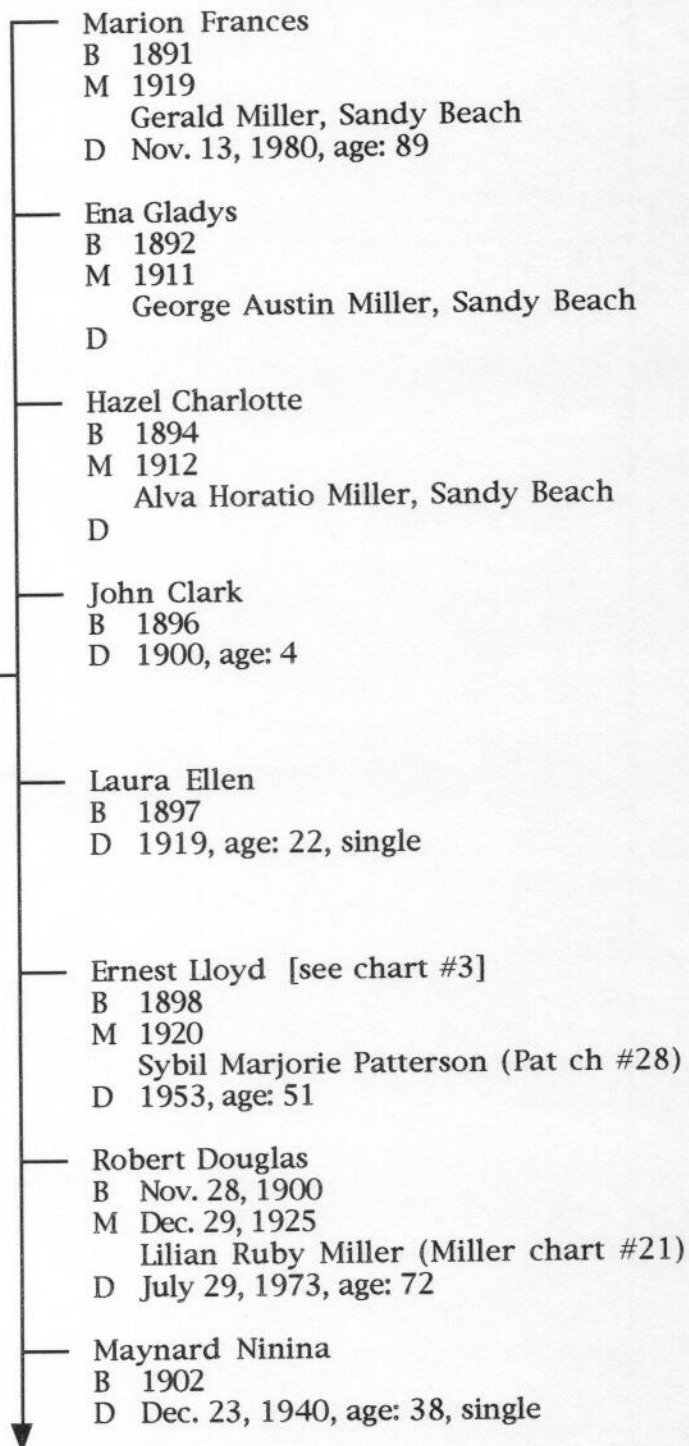 Marion Frances
B 1891
M 1919
Gerald Miller, Sandy Beach
D Nov. 13, 1980, age: 89
Ena Gladys
B 1892
M 1911
George Austin Miller, Sandy Beach
D
Hazel Charlotte
B 1894
M 1912
Alva Horatio Miller, Sandy Beach
D
John Clark
B 1896
D 1900, age: 4
Laura Ellen
B 1897
D 1919, age: 22, single
Ernest Lloyd [see chart #3]
B 1898
M 1920
Sybil Marjorie Patterson (Pat ch #28)
D 1953, age: 51
Robert Douglas
B Nov. 28, 1900
M Dec. 29, 1925
Lilian Ruby Miller (Miller chart #21)
D July 29, 1973, age: 72
Maynard Ninina
B 1902
D Dec. 23, 1940, age: 38, single